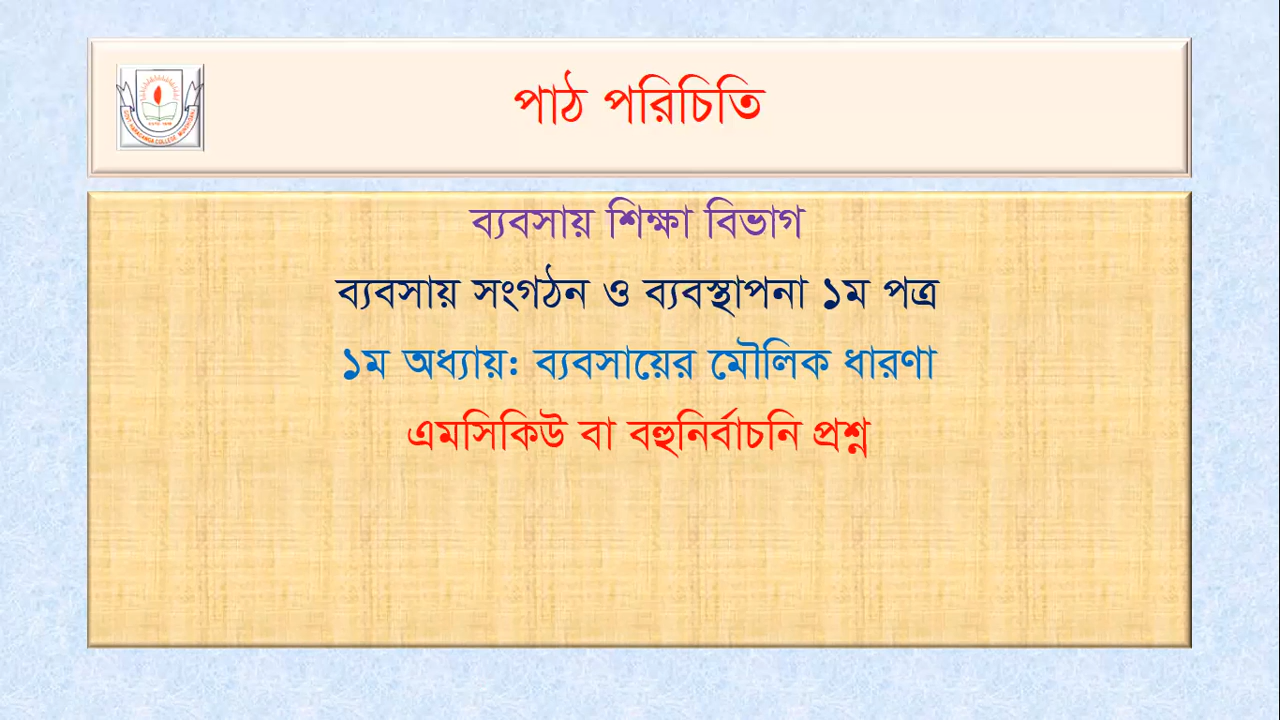 পাঠ পরিচিতি
ব্যবসায় শিক্ষা বিভাগ
ব্যবসায় সংগঠন ও ব্যবস্থাপনা ১ম পত্র
১ম অধ্যায়: ব্যবসায়ের মৌলিক ধারণা
এমসিকিউ বা বহুনির্বাচনি প্রশ্ন